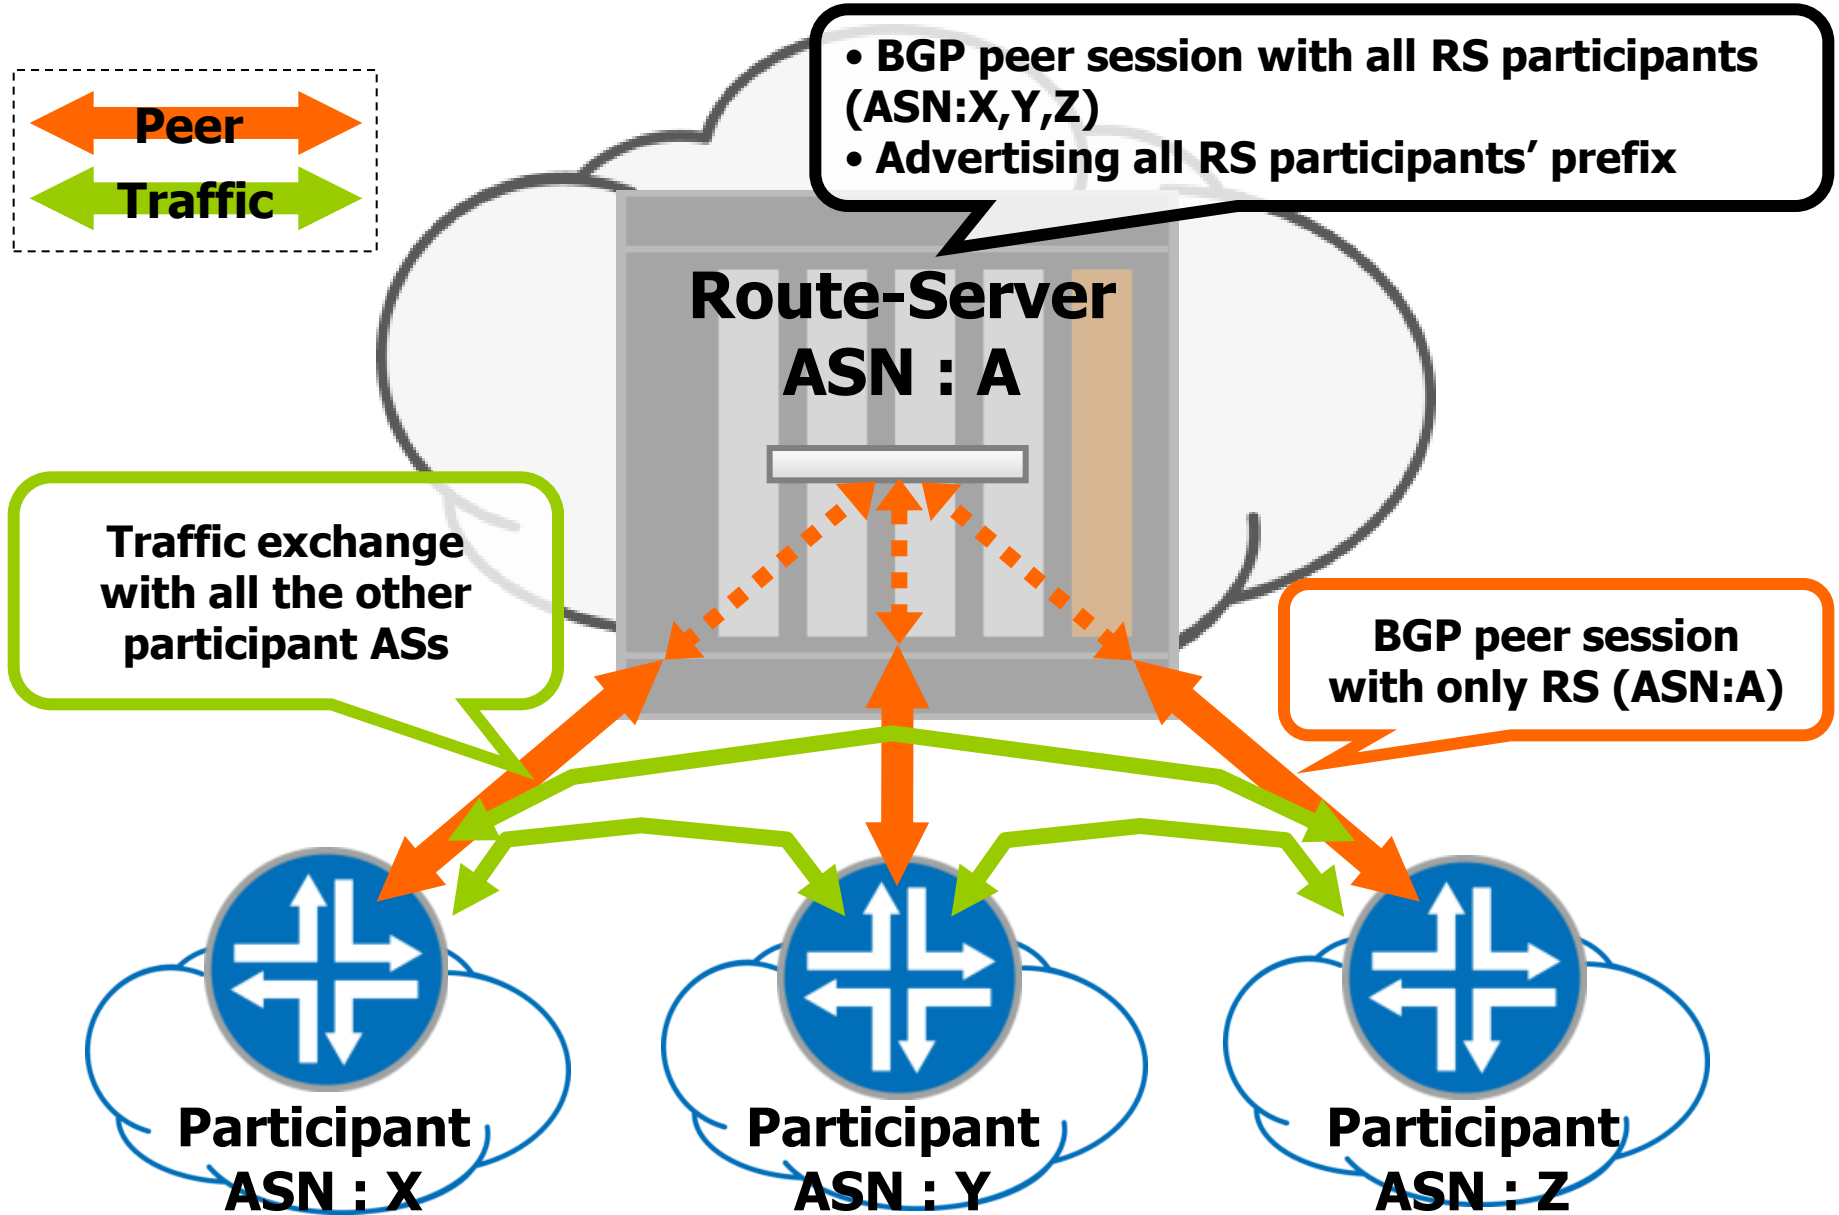 • BGP peer session with all RS participants
(ASN:X,Y,Z)
• Advertising all RS participants’ prefix
Peer
Traffic
Route-Server
ASN : A
Traffic exchange
with all the other
participant ASs
BGP peer session
with only RS (ASN:A)
Participant
ASN : X
Participant
ASN : Y
Participant
ASN : Z